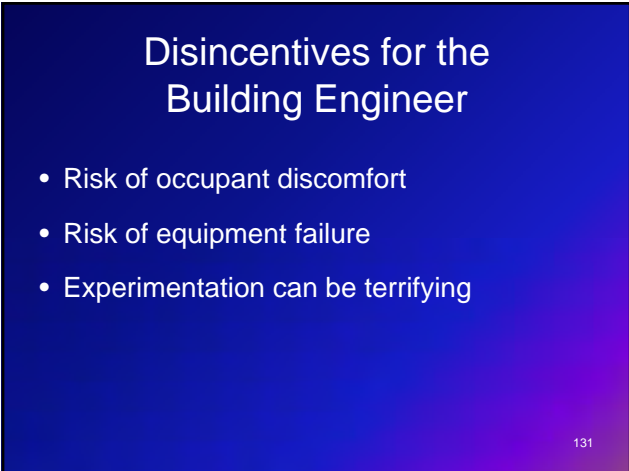 Disincentives for the
Building Engineer
• Risk of occupant discomfort
• Risk of equipment failure
• Experimentation can be terrifying
131